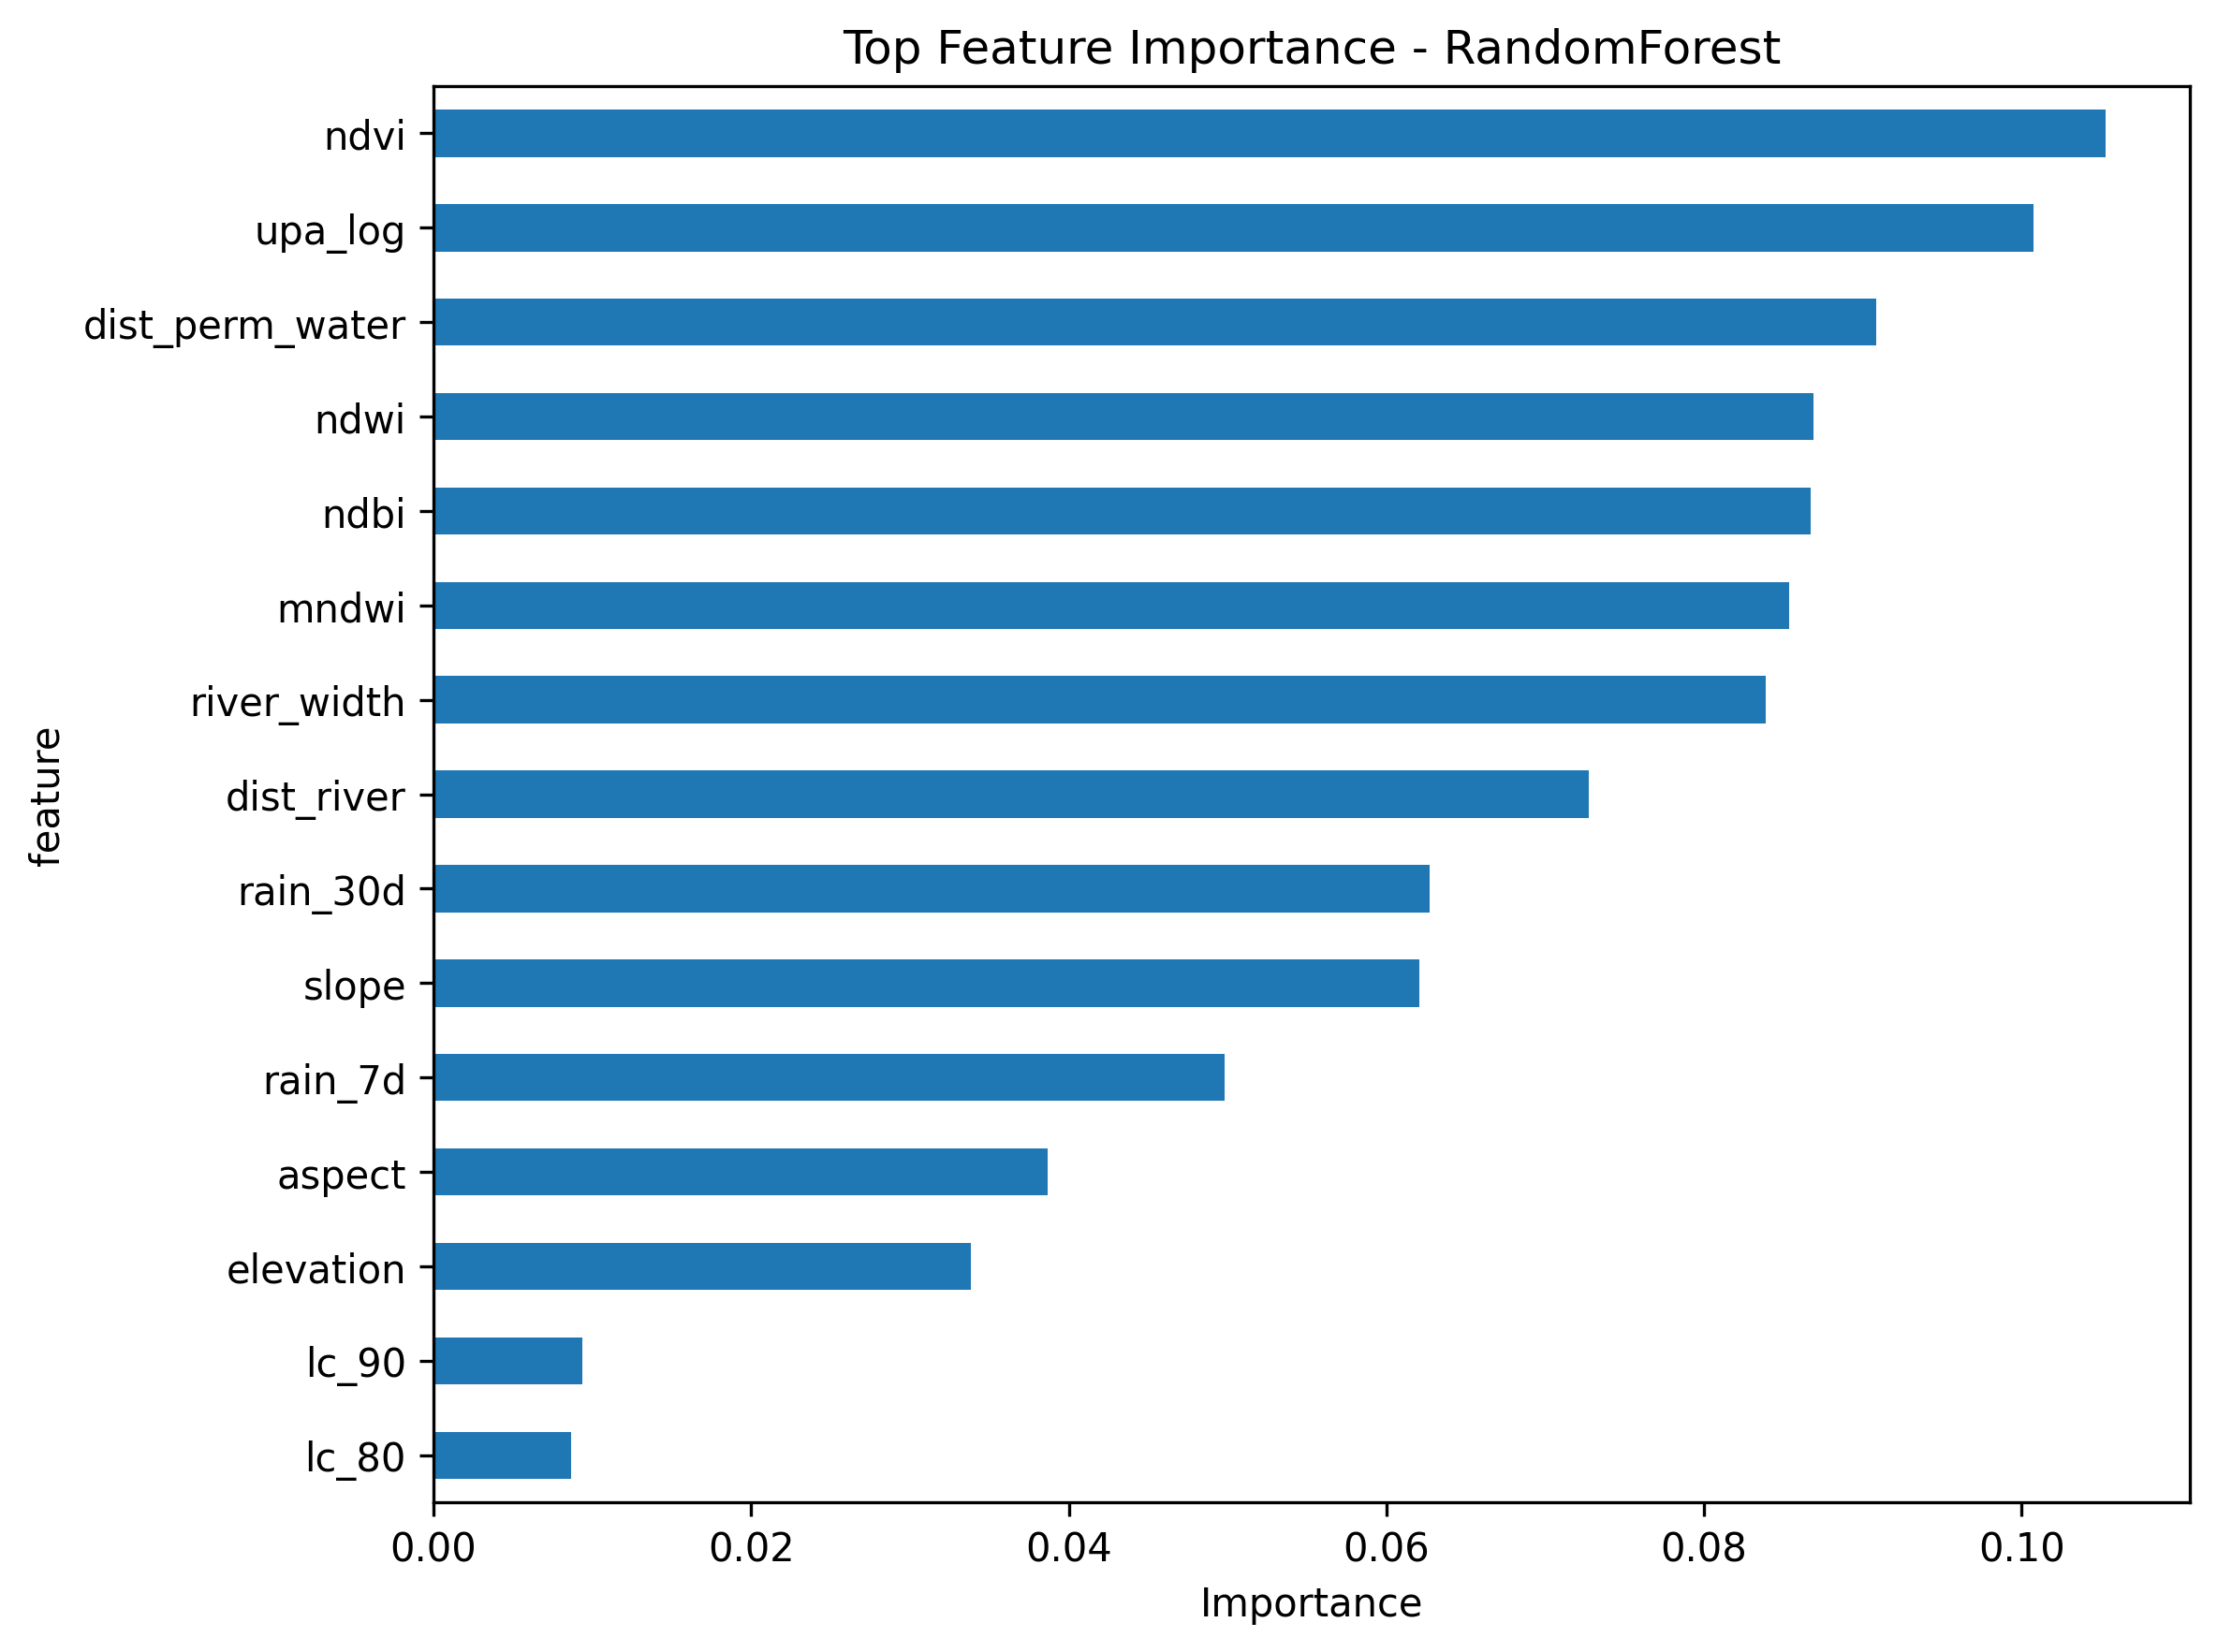 Top Feature Importance - RandomForest
ndvi
upa_log
dist_perm_water
ndwi
ndbi
mndwi
river_width
dist_river
rain_30d
slope
rain_7d
aspect
elevation
lc_90
lc_80
feature
0.00 0.02 0.04 0.06 0.08 0.10
Importance